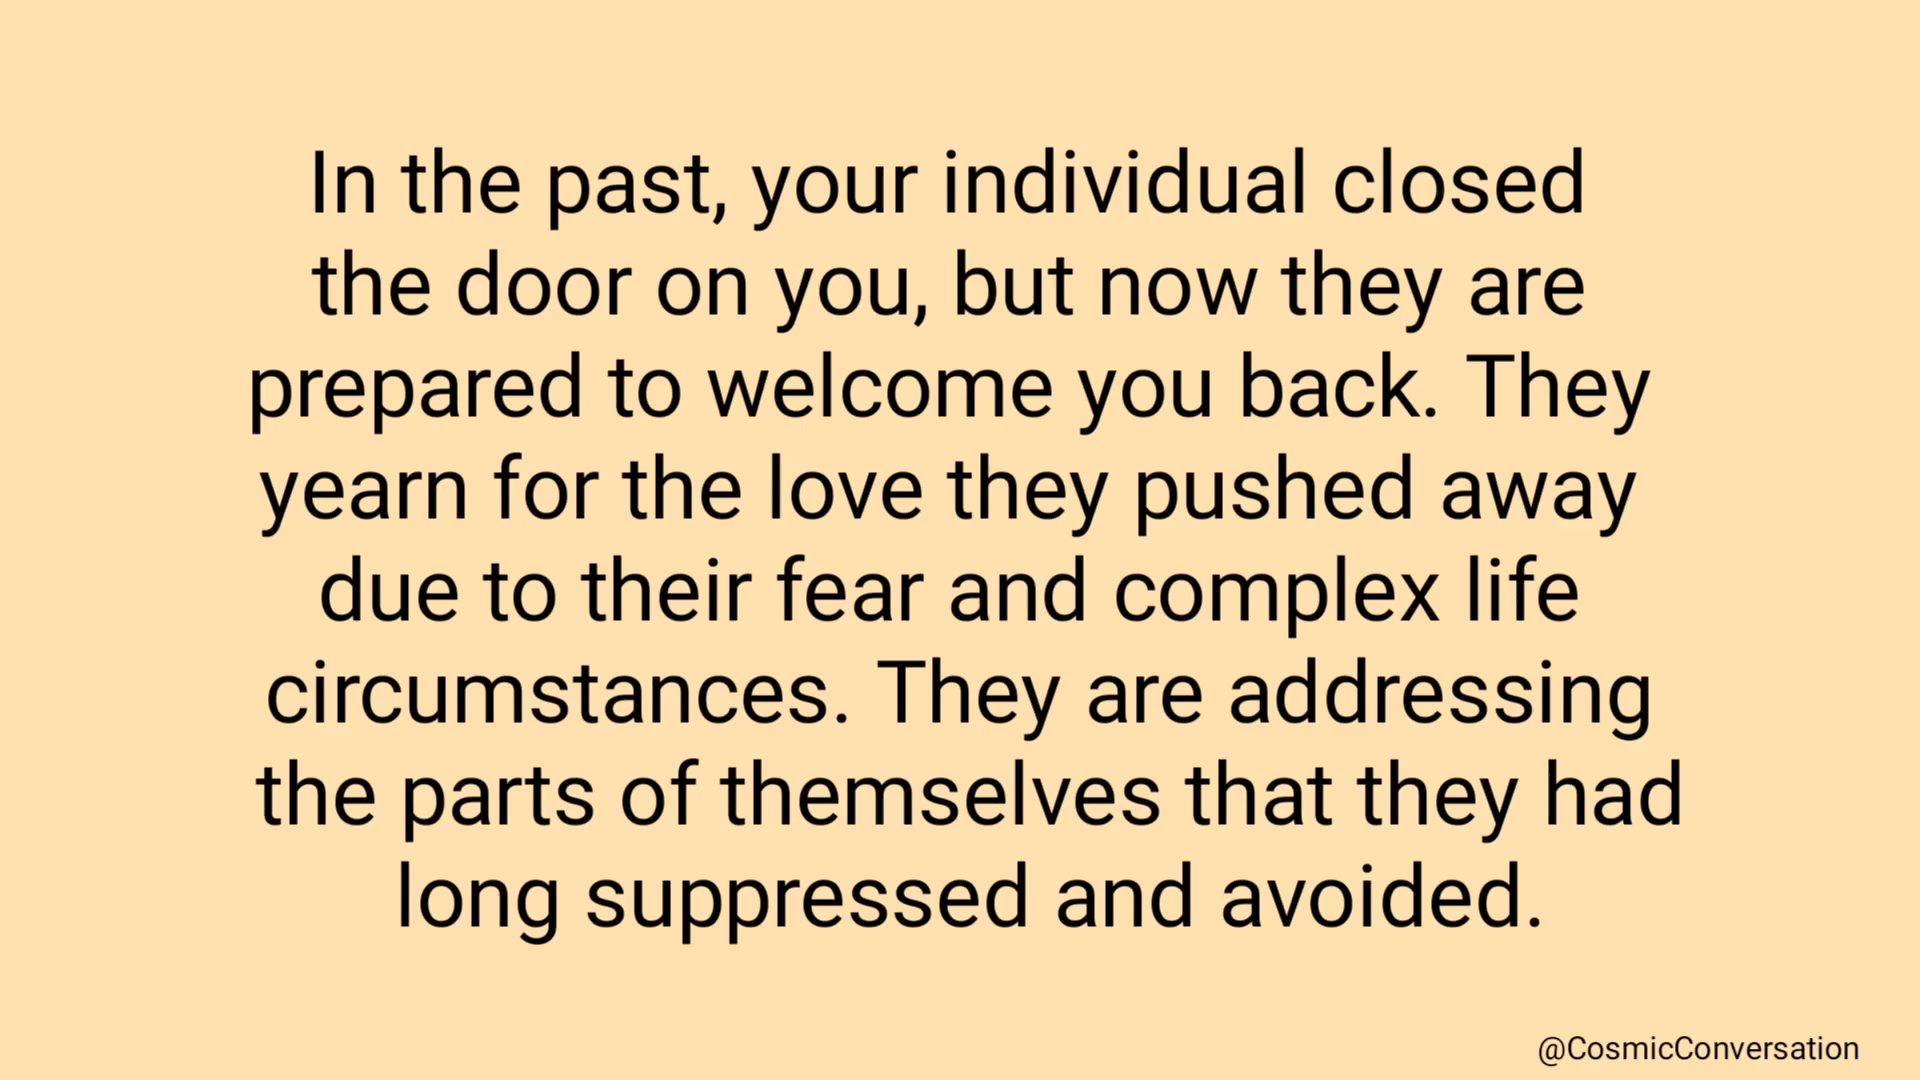 In the past, your individual closed
the door on you, but now they are
prepared to welcome you back. They
yearn for the love they pushed away
due to their fear and complex life
circumstances. They are addressing
the parts of themselves that they had
long suppressed and avoided.
@CosmicConversation